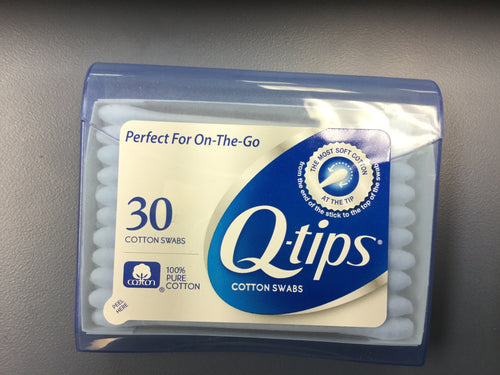 Perfect For On-The-Go
THE MOST SOFT COTTON
AT THE TIP
from the end of the stick to the top of the swab
30
COTTON SWABS
Q-tips®
COTTON SWABS
cotton®
100%
PURE
COTTON
PEEL
HERE